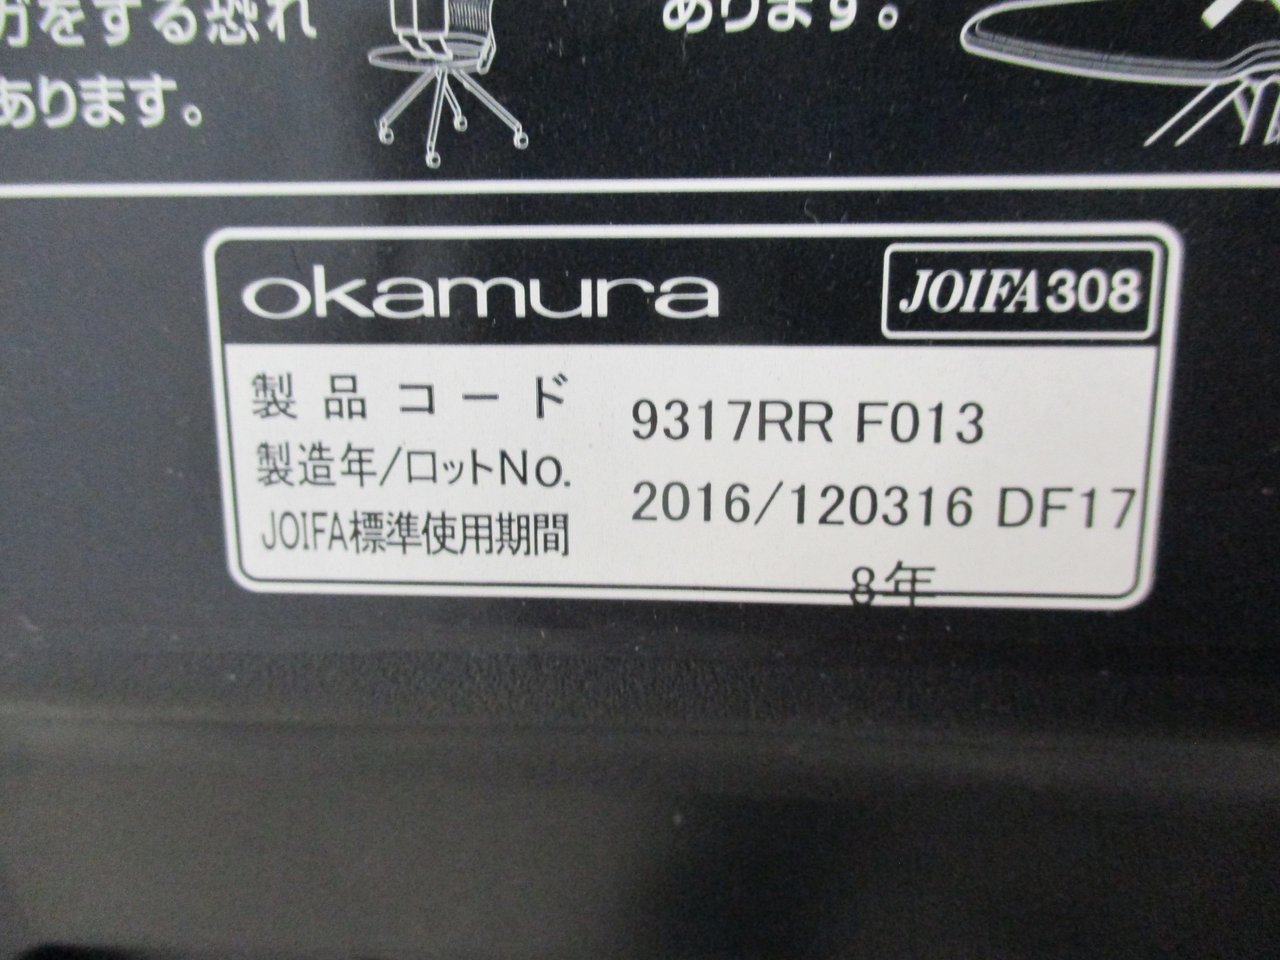 ガをする恐れ
あります。
あります。
okamura
JOIFA308
製品コード 9317RR F013
製造年/ロットNo. 2016/120316 DF17
JOIFA標準使用期間 8年